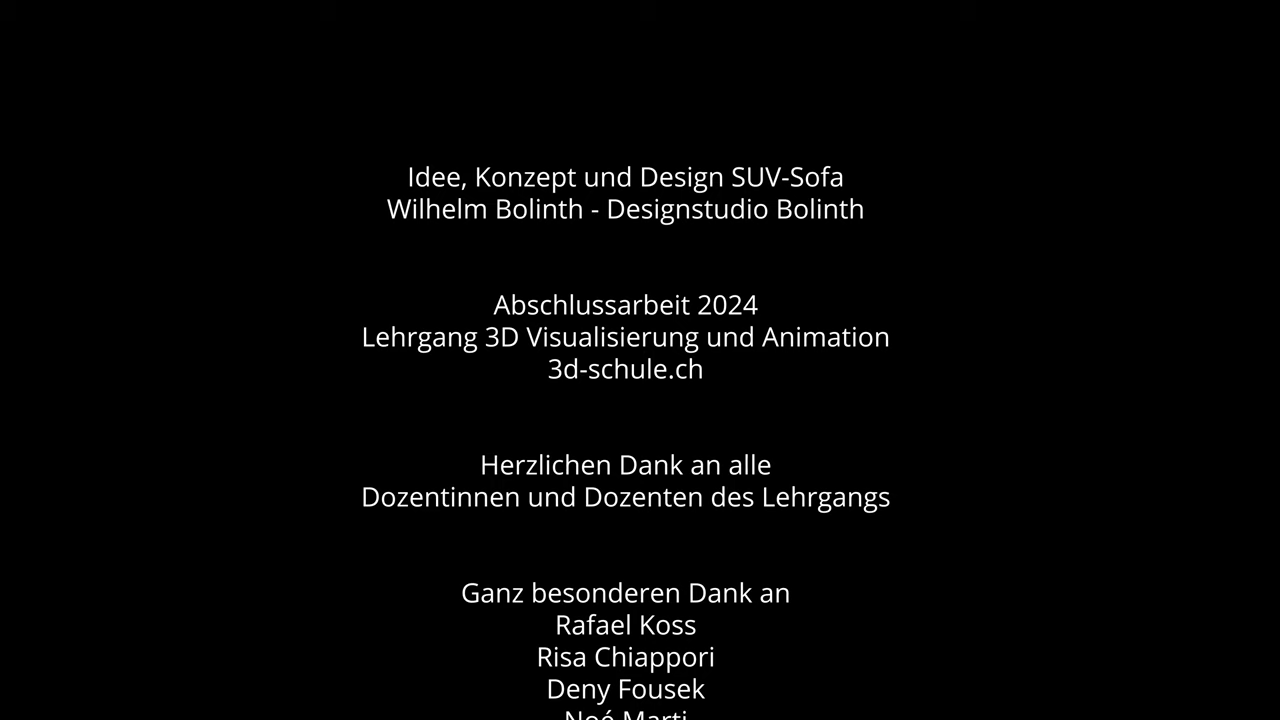 Idee, Konzept und Design SUV-Sofa
Wilhelm Bolinth - Designstudio Bolinth
Abschlussarbeit 2024
Lehrgang 3D Visualisierung und Animation
3d-schule.ch
Herzlichen Dank an alle
Dozentinnen und Dozenten des Lehrgangs
Ganz besonderen Dank an
Rafael Koss
Risa Chiappori
Deny Fousek
Noé Marti